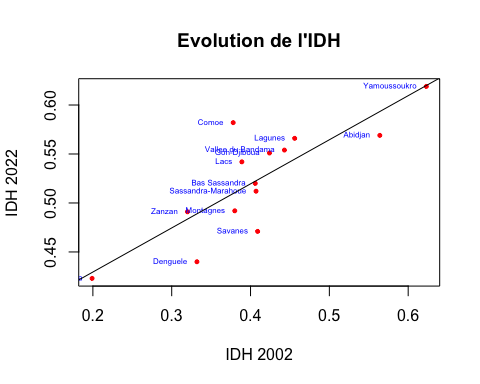 Evolution de l'IDH
Yamoussoukro
Comoe
Abidjan
Lagunes
Vallee du Bandama
Goh-Djiboua
Lacs
Bas Sassandra
Sassandra-Marahoue
Zanzan
Montagnes
Savanes
Denguele
0.60
0.55
0.50
0.45
IDH 2022
0.2
0.3
0.4
0.5
0.6
IDH 2002